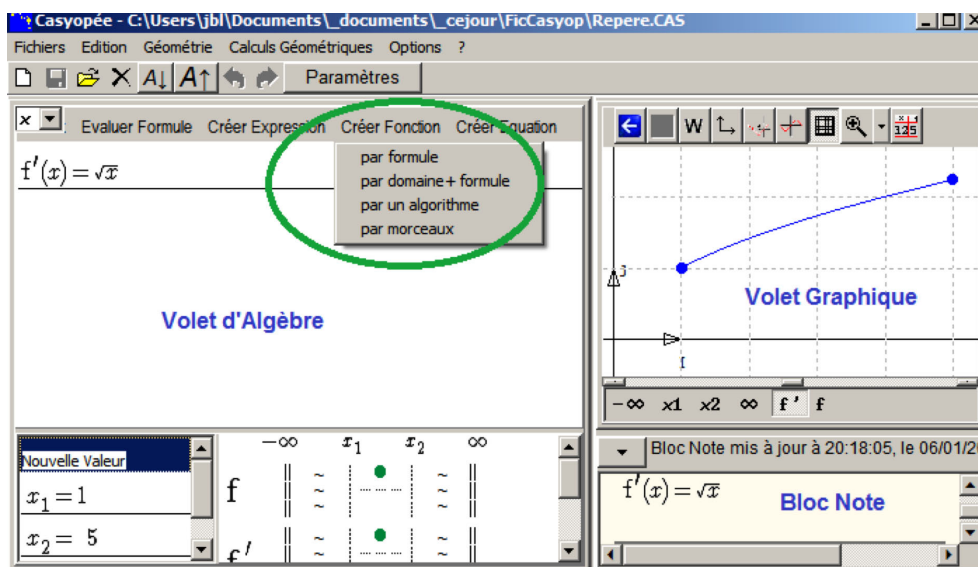 Casyopée - C:\Users\jbl\Documents\_documents\_cejour\FicCasyop\Repere.CAS
Fichiers Edition Géométrie Calculs Géométriques Options ?
A↓ A↑ Paramètres
x Evaluer Formule Créer Expression Créer Fonction Créer Equation
par formule
par domaine+ formule
par un algorithme
par morceaux
f'(x) = √x
Volet d'Algèbre
Nouvelle Valeur
x₁ = 1
x₂ = 5
−∞ x₁ x₂ ∞
f
f'
W
Volet Graphique
I
−∞ x1 x2 ∞ f' f
Bloc Note mis à jour à 20:18:05, le 06/01/2
f'(x) = √x
Bloc Note